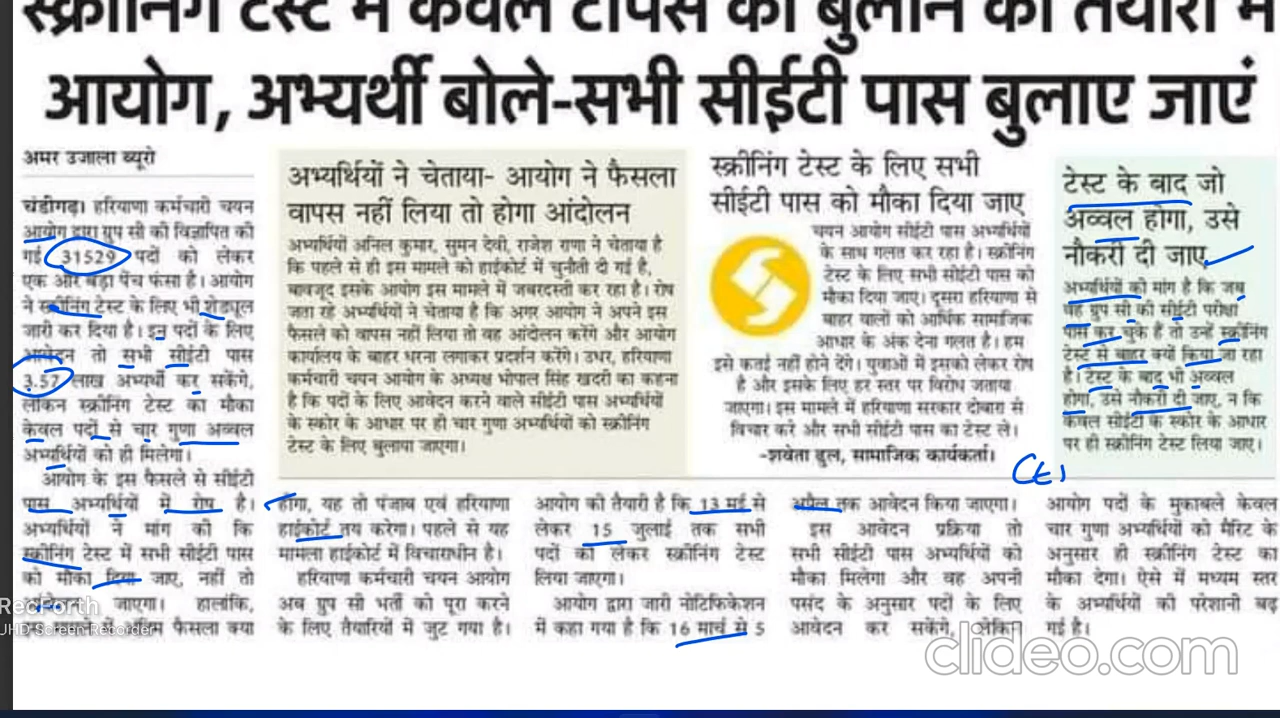 स्क्रीनिंग टेस्ट में केवल टॉपर्स को बुलाने की तैयारी में
आयोग, अभ्यर्थी बोले-सभी सीईटी पास बुलाए जाएं
अमर उजाला ब्यूरो
चंडीगढ़। हरियाणा कर्मचारी चयन
आयोग द्वारा ग्रुप सी की विज्ञापित की
गई 31529 पदों को लेकर
एक और बड़ा पेंच फंसा है। आयोग
ने स्क्रीनिंग टेस्ट के लिए भी शेड्यूल
जारी कर दिया है। इन पदों के लिए
आवेदन तो सभी सीईटी पास
3.57 लाख अभ्यर्थी कर सकेंगे,
लेकिन स्क्रीनिंग टेस्ट का मौका
केवल पदों से चार गुणा अव्वल
अभ्यर्थियों को ही मिलेगा।
आयोग के इस फैसले से सीईटी
पास अभ्यर्थियों में रोष है।
अभ्यर्थियों ने मांग की कि
स्क्रीनिंग टेस्ट में सभी सीईटी पास
को मौका दिया जाए, नहीं तो
जाएगा। हालांकि,
फैसला क्या
अभ्यर्थियों ने चेताया- आयोग ने फैसला
वापस नहीं लिया तो होगा आंदोलन
अभ्यर्थियों अनिल कुमार, सुमन देवी, राजेश राणा ने चेताया है
कि पहले से ही इस मामले को हाईकोर्ट में चुनौती दी गई है,
बावजूद इसके आयोग इस मामले में जबरदस्ती कर रहा है। रोष
जता रहे अभ्यर्थियों ने चेताया है कि अगर आयोग ने अपने इस
फैसले को वापस नहीं लिया तो वह आंदोलन करेंगे और आयोग
कार्यालय के बाहर धरना लगाकर प्रदर्शन करेंगे। उधर, हरियाणा
कर्मचारी चयन आयोग के अध्यक्ष भोपाल सिंह खदरी का कहना
है कि पदों के लिए आवेदन करने वाले सीईटी पास अभ्यर्थियों
के स्कोर के आधार पर ही चार गुणा अभ्यर्थियों को स्क्रीनिंग
टेस्ट के लिए बुलाया जाएगा।
स्क्रीनिंग टेस्ट के लिए सभी
सीईटी पास को मौका दिया जाए
चयन आयोग सीईटी पास अभ्यर्थियों
के साथ गलत कर रहा है। स्क्रीनिंग
टेस्ट के लिए सभी सीईटी पास को
मौका दिया जाए। दूसरा हरियाणा से
बाहर वालों को आर्थिक सामाजिक
आधार के अंक देना गलत है। हम
इसे कतई नहीं होने देंगे। युवाओं में इसको लेकर रोष
है और इसके लिए हर स्तर पर विरोध जताया
जाएगा। इस मामले में हरियाणा सरकार दोबारा से
विचार करे और सभी सीईटी पास का टेस्ट ले।
-श्वेता ढुल, सामाजिक कार्यकर्ता।
टेस्ट के बाद जो
अव्वल होगा, उसे
नौकरी दी जाए
अभ्यर्थियों की मांग है कि जब
वह ग्रुप सी की सीईटी परीक्षा
पास कर चुके हैं तो उन्हें स्क्रीनिंग
टेस्ट से बाहर क्यों किया जा रहा
है। टेस्ट के बाद भी अव्वल
होगा, उसे नौकरी दी जाए, न कि
केवल सीईटी के स्कोर के आधार
पर ही स्क्रीनिंग टेस्ट लिया जाए।
होगा, यह तो पंजाब एवं हरियाणा
हाईकोर्ट तय करेगा। पहले से यह
मामला हाईकोर्ट में विचाराधीन है।
हरियाणा कर्मचारी चयन आयोग
अब ग्रुप सी भर्ती को पूरा करने
के लिए तैयारियों में जुट गया है।
आयोग की तैयारी है कि 13 मई से
लेकर 15 जुलाई तक सभी
पदों को लेकर स्क्रीनिंग टेस्ट
लिया जाएगा।
आयोग द्वारा जारी नोटिफिकेशन
में कहा गया है कि 16 मार्च से 5
अप्रैल तक आवेदन किया जाएगा।
इस आवेदन प्रक्रिया तो
सभी सीईटी पास अभ्यर्थियों को
मौका मिलेगा और वह अपनी
पसंद के अनुसार पदों के लिए
आवेदन कर सकेंगे, लेकिन
आयोग पदों के मुकाबले केवल
चार गुणा अभ्यर्थियों को मैरिट के
अनुसार ही स्क्रीनिंग टेस्ट का
मौका देगा। ऐसे में मध्यम स्तर
के अभ्यर्थियों की परेशानी बढ़
गई है।
RecForth
UHD Screen Recorder
clideo.com